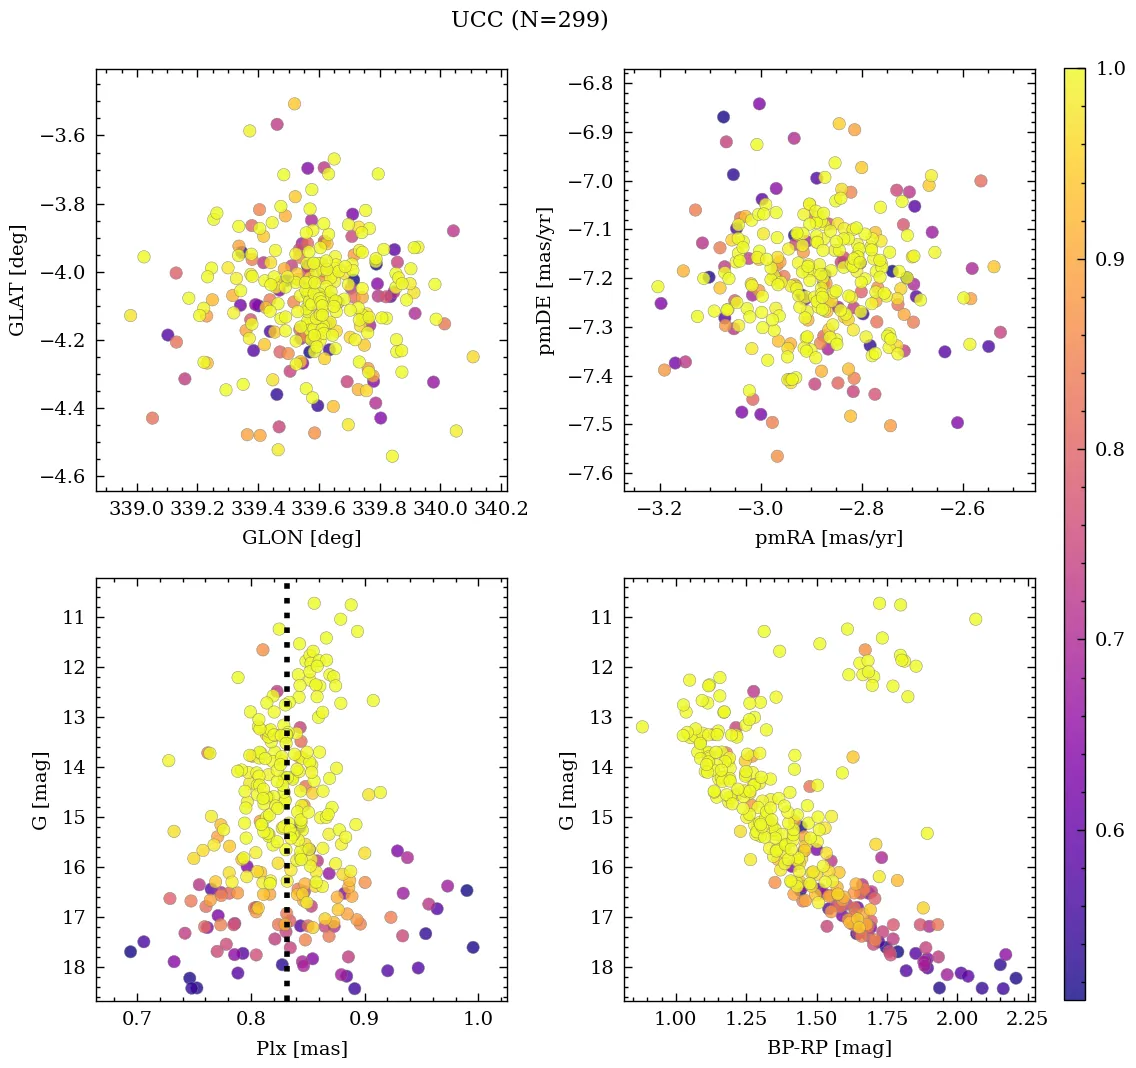 UCC (N=299)
−3.6
−3.8
−4.0
−4.2
−4.4
−4.6
GLAT [deg]
339.0 339.2 339.4 339.6 339.8 340.0 340.2
GLON [deg]
−6.8
−6.9
−7.0
−7.1
−7.2
−7.3
−7.4
−7.5
−7.6
pmDE [mas/yr]
−3.2 −3.0 −2.8 −2.6
pmRA [mas/yr]
11
12
13
14
15
16
17
18
G [mag]
0.7 0.8 0.9 1.0
Plx [mas]
11
12
13
14
15
16
17
18
G [mag]
1.00 1.25 1.50 1.75 2.00 2.25
BP-RP [mag]
1.0
0.9
0.8
0.7
0.6